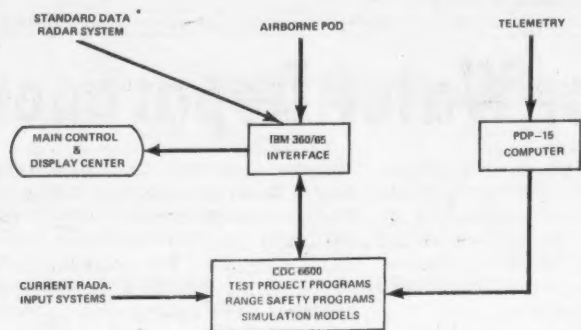 STANDARD DATA
RADAR SYSTEM
AIRBORNE POD
TELEMETRY
MAIN CONTROL
& DISPLAY CENTER
IBM 360/65
INTERFACE
PDP-15
COMPUTER
CURRENT RADA.
INPUT SYSTEMS
CDC 6600
TEST PROJECT PROGRAMS
RANGE SAFETY PROGRAMS
SIMULATION MODELS